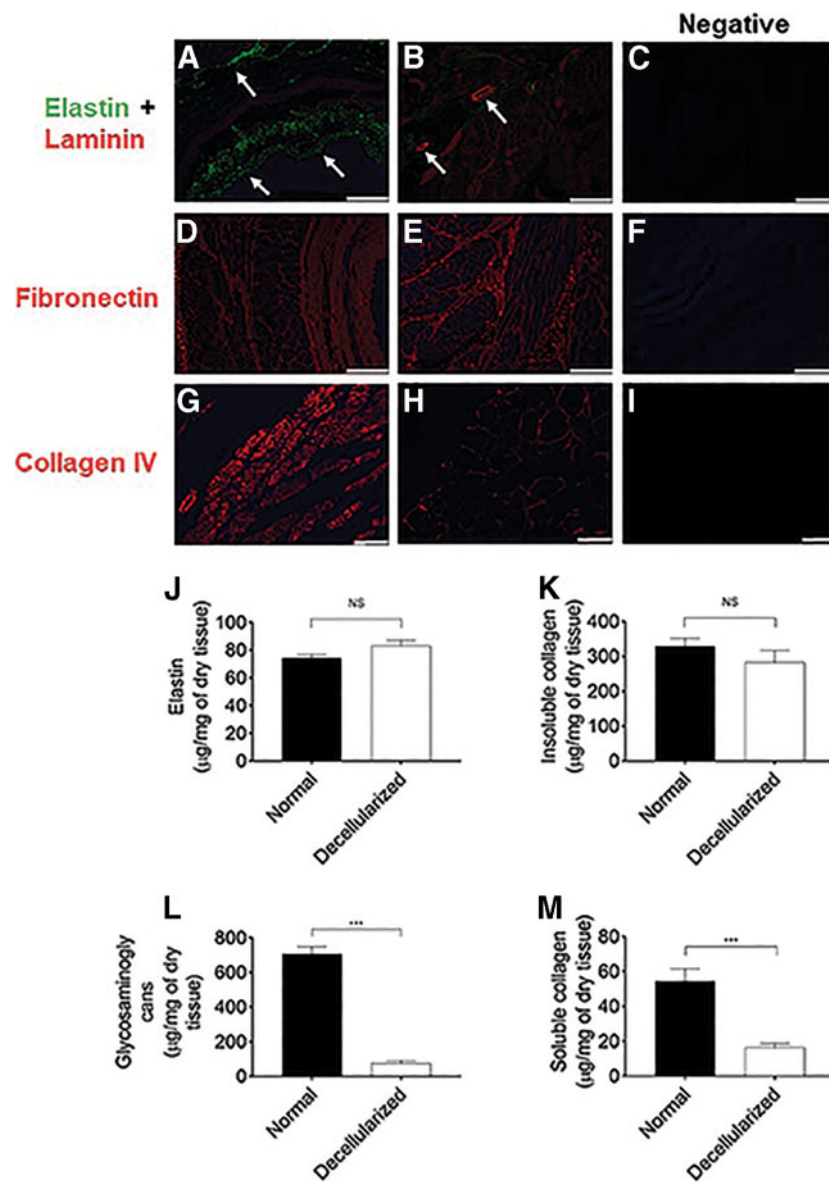 Negative
A
B
C
Elastin +
Laminin
D
E
F
Fibronectin
G
H
I
Collagen IV
J
NS
Elastin
(µg/mg of dry tissue)
100
80
60
40
20
0
Normal
Decellularized
K
NS
Insoluble collagen
(µg/mg of dry tissue)
400
300
200
100
0
Normal
Decellularized
L
***
Glycosaminogly
cans
(µg/mg of dry
tissue)
800
600
400
200
0
Normal
Decellularized
M
***
Soluble collagen
(µg/mg of dry tissue)
80
60
40
20
0
Normal
Decellularized